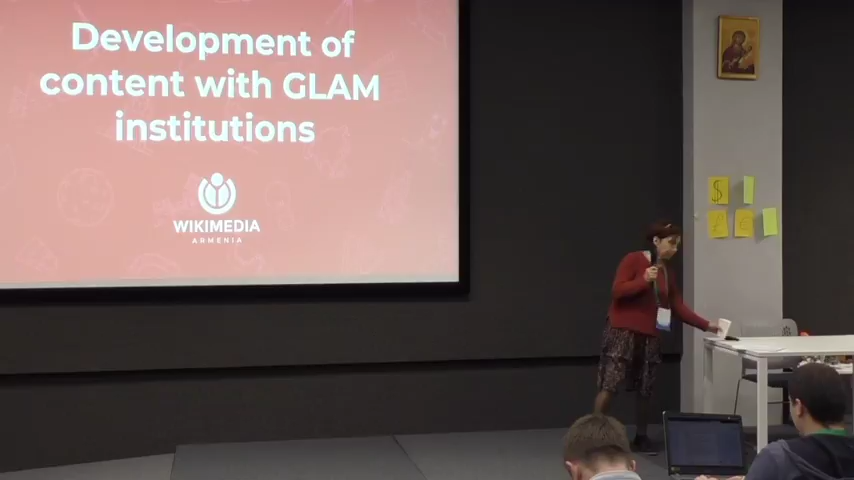 Development of
content with GLAM
institutions
WIKIMEDIA
ARMENIA
$
£
€